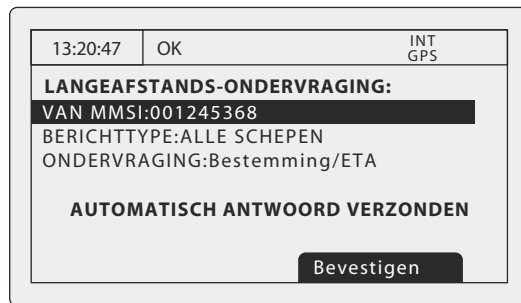 13:20:47 OK INT
GPS
LANGEAFSTANDS-ONDERVRAGING:
VAN MMSI:001245368
BERICHTTYPE:ALLE SCHEPEN
ONDERVRAGING:Bestemming/ETA
AUTOMATISCH ANTWOORD VERZONDEN
Bevestigen